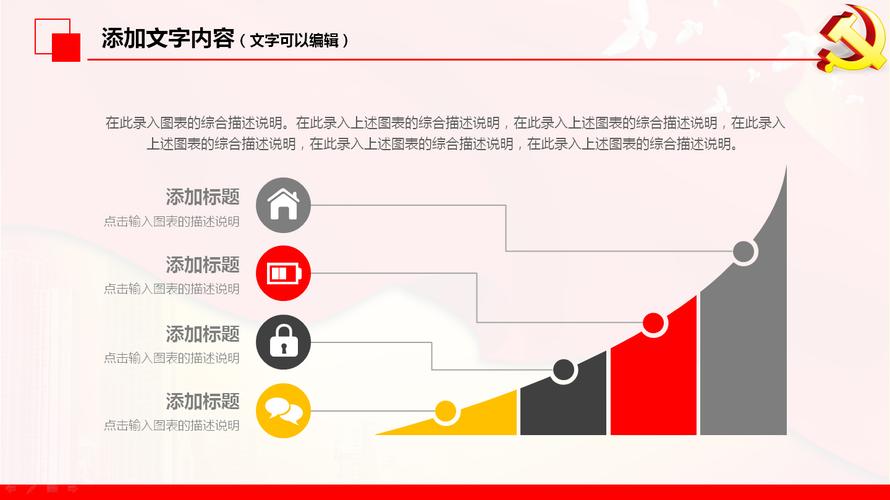 添加文字内容（文字可以编辑）
在此录入图表的综合描述说明。在此录入上述图表的综合描述说明，在此录入上述图表的综合描述说明，在此录入
上述图表的综合描述说明，在此录入上述图表的综合描述说明，在此录入上述图表的综合描述说明。
添加标题
点击输入图表的描述说明
添加标题
点击输入图表的描述说明
添加标题
点击输入图表的描述说明
添加标题
点击输入图表的描述说明